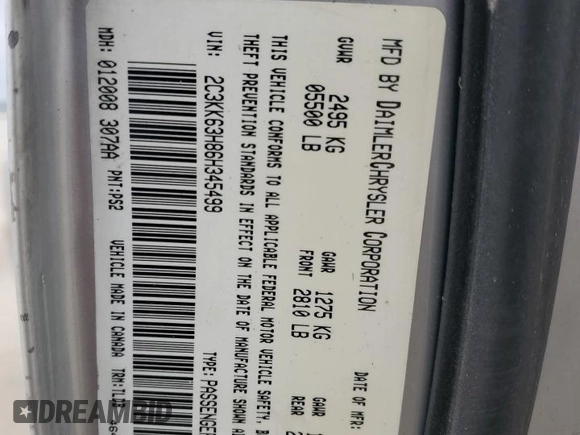 MFD BY DAIMLERCHRYSLER CORPORATION
DATE OF MFR:
GVWR
2495 KG
05500 LB
GAWR
FRONT
1275 KG
2810 LB
GAWR
REAR
THIS VEHICLE CONFORMS TO ALL APPLICABLE FEDERAL MOTOR VEHICLE SAFETY,
THEFT PREVENTION STANDARDS IN EFFECT ON THE DATE OF MANUFACTURE SHOWN
VIN: 2C3KK63H86H345499
TYPE: PASSENGER
MDH: 012008 307AA
PNT: PS2
VEHICLE MADE IN CANADA
DREAMBID